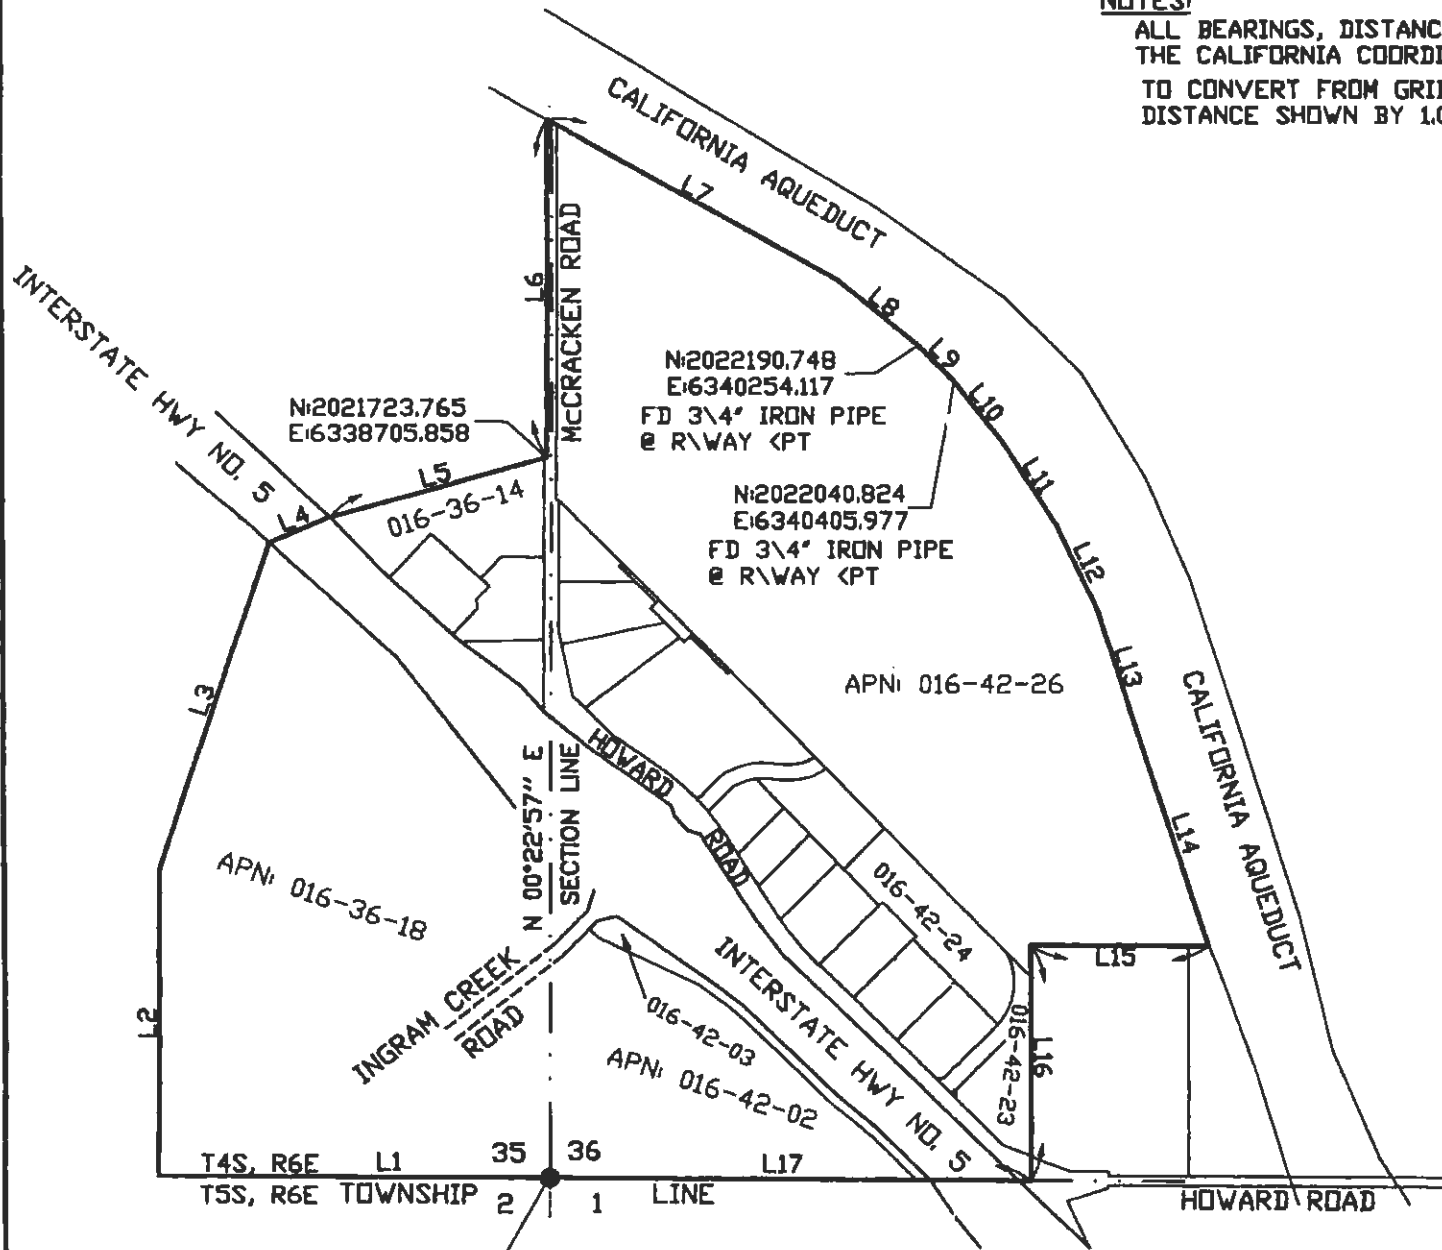 NOTES:
ALL BEARINGS, DISTANC
THE CALIFORNIA COORDI
TO CONVERT FROM GRI
DISTANCE SHOWN BY 1.0
CALIFORNIA AQUEDUCT
L7
McCRACKEN ROAD
L6
INTERSTATE HWY NO. 5
L8
L9
L10
N:2022190.748
E:6340254.117
FD 3\4" IRON PIPE
@ R\WAY <PT
N:2021723.765
E:6338705.858
L5
L4
016-36-14
L11
N:2022040.824
E:6340405.977
FD 3\4" IRON PIPE
@ R\WAY <PT
L12
L13
APN: 016-42-26
L3
CALIFORNIA AQUEDUCT
HOWARD
ROAD
N 00°22'57" E
SECTION LINE
L14
APN: 016-36-18
016-42-24
INTERSTATE HWY NO. 5
L15
INGRAM CREEK
ROAD
016-42-03
APN: 016-42-02
016-42-23
L16
L2
T4S, R6E
L1
35
36
L17
T5S, R6E TOWNSHIP
2
1
LINE
HOWARD ROAD